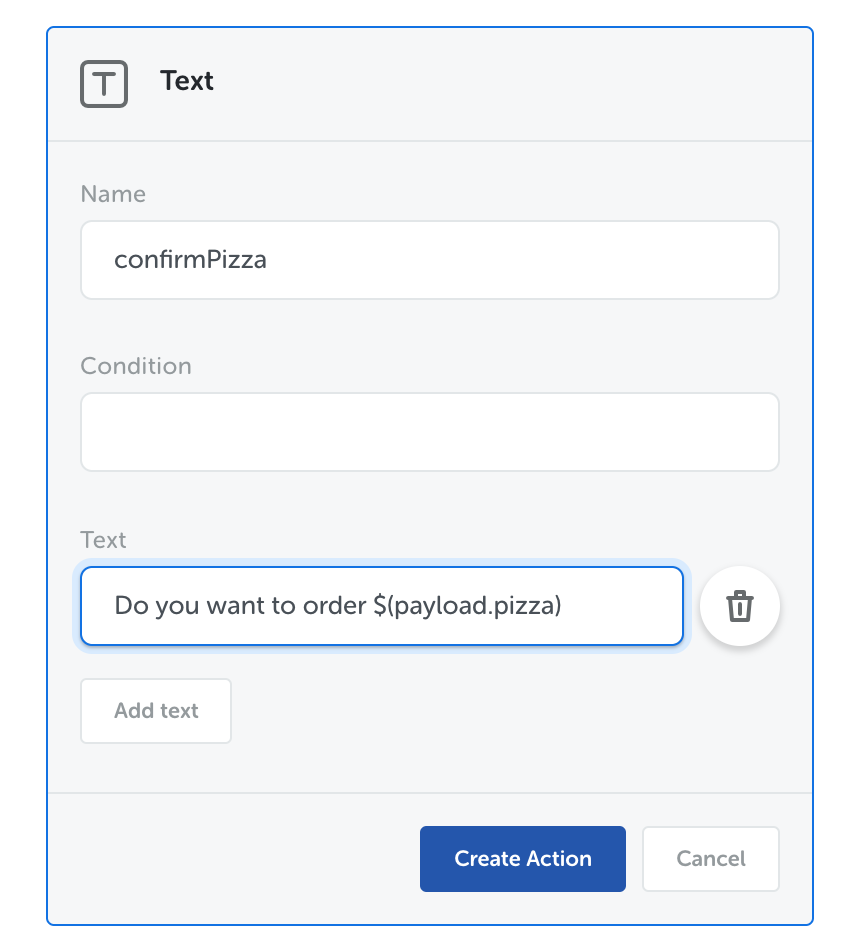 T
Text
Name
confirmPizza
Condition
Text
Do you want to order $(payload.pizza)
Add text
Create Action
Cancel